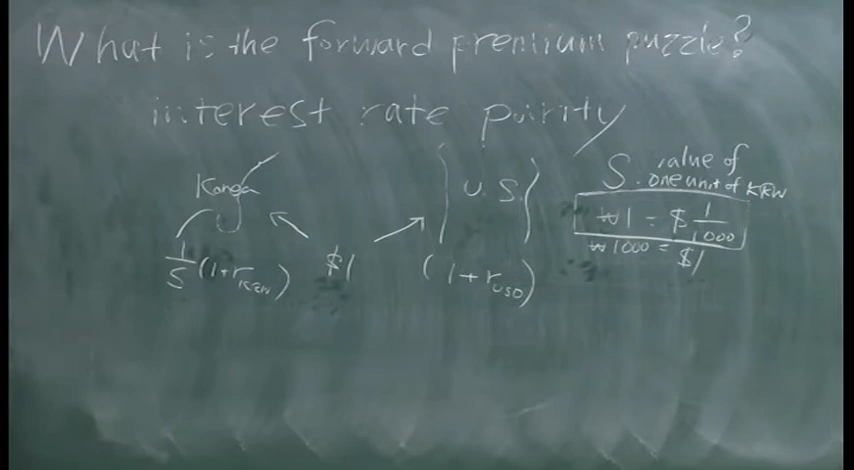 What is the forward premium puzzle?
interest rate parity
Konga
U. S.
S. value of
one unit of KRW
₩1 = $ 1/1000
₩1000 = $1
1/S (1+r_KRW)
$1
(1+r_USD)